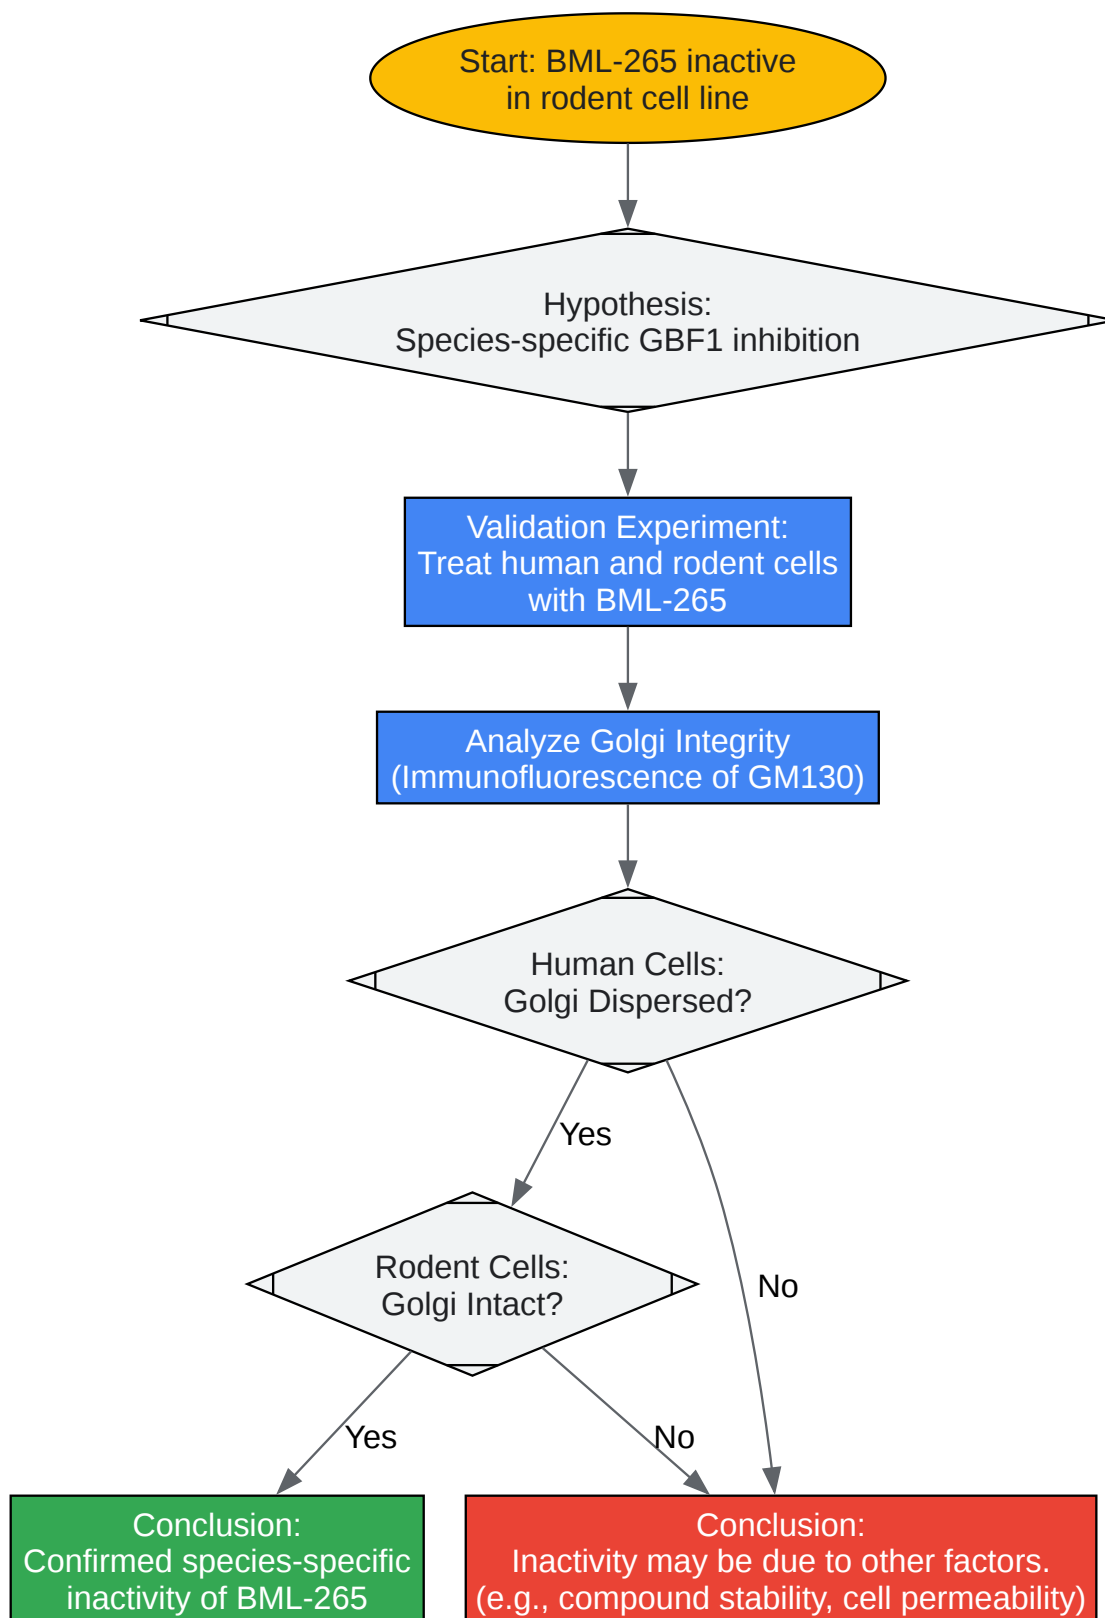 Start: BML-265 inactive
in rodent cell line
Hypothesis:
Species-specific GBF1 inhibition
Validation Experiment:
Treat human and rodent cells
with BML-265
Analyze Golgi Integrity
(Immunofluorescence of GM130)
Human Cells:
Golgi Dispersed?
Yes
Rodent Cells:
Golgi Intact?
No
Yes
No
Conclusion:
Confirmed species-specific
inactivity of BML-265
Conclusion:
Inactivity may be due to other factors.
(e.g., compound stability, cell permeability)